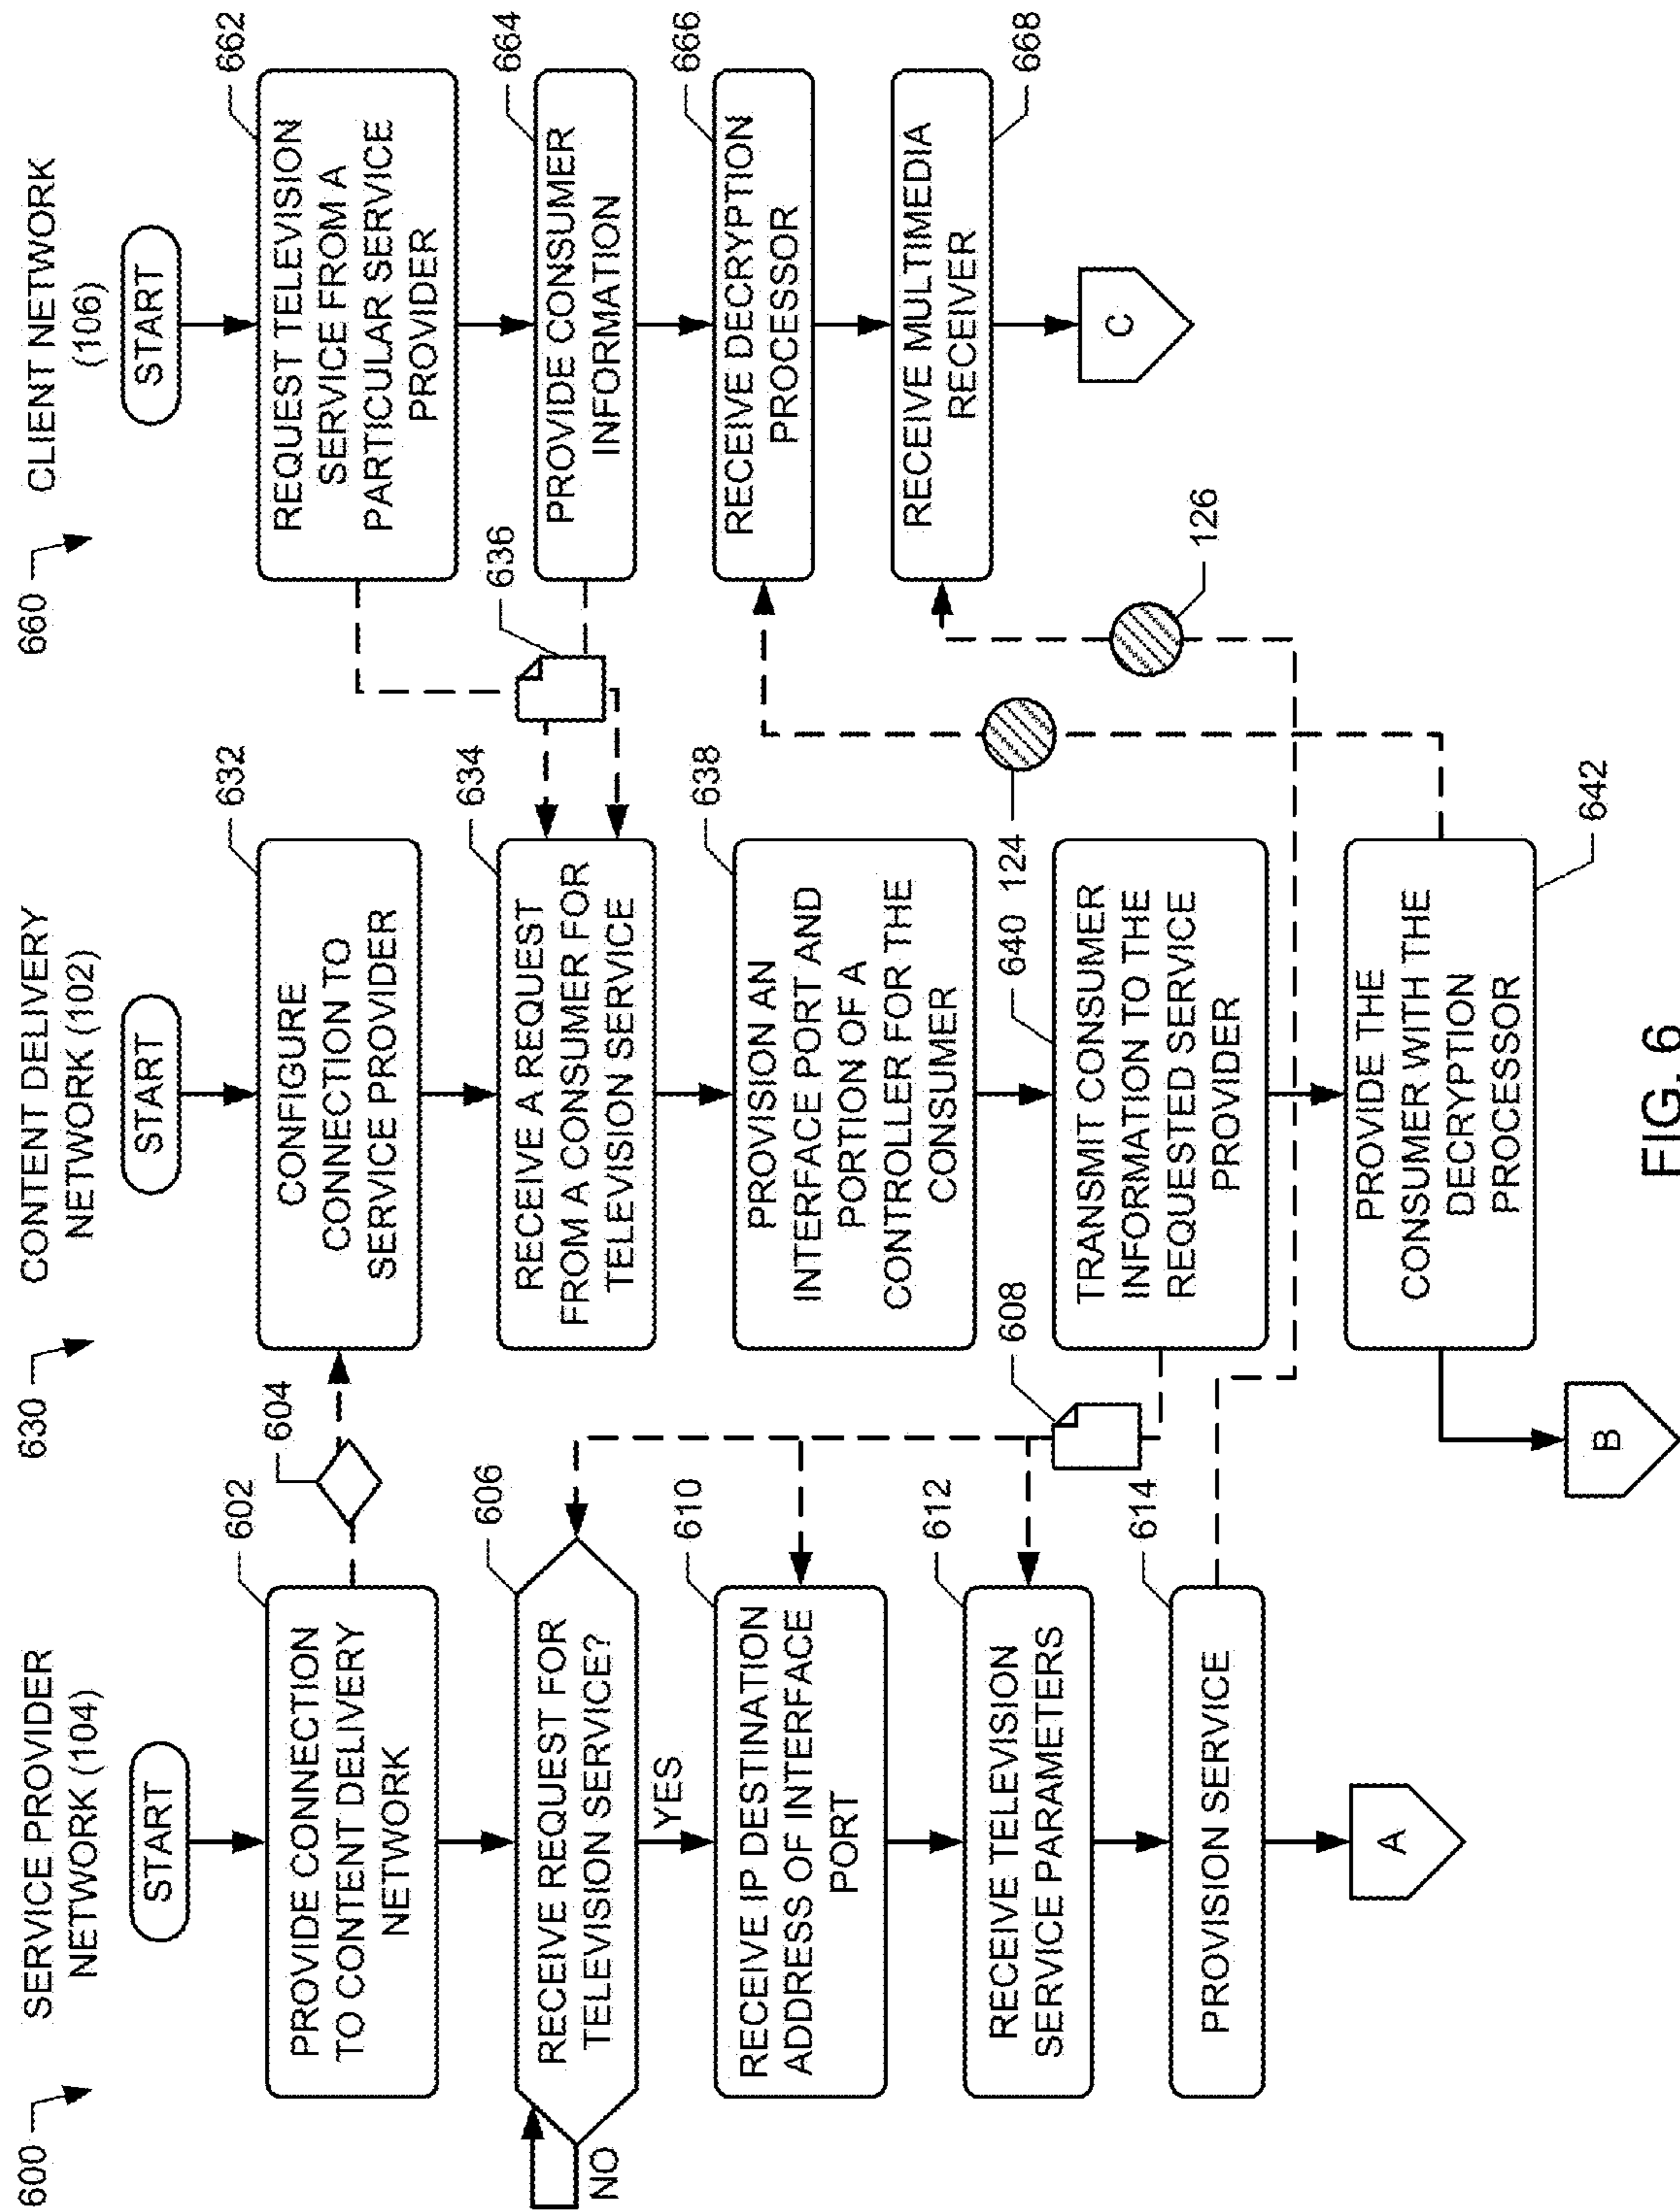 600
SERVICE PROVIDER
NETWORK (104)
START
602
PROVIDE CONNECTION
TO CONTENT DELIVERY
NETWORK
604
606
RECEIVE REQUEST FOR
TELEVISION SERVICE?
NO
YES
610
RECEIVE IP DESTINATION
ADDRESS OF INTERFACE
PORT
608
612
RECEIVE TELEVISION
SERVICE PARAMETERS
614
PROVISION SERVICE
A
630
CONTENT DELIVERY
NETWORK (102)
START
632
CONFIGURE
CONNECTION TO
SERVICE PROVIDER
634
RECEIVE A REQUEST
FROM A CONSUMER FOR
TELEVISION SERVICE
638
PROVISION AN
INTERFACE PORT AND
PORTION OF A
CONTROLLER FOR THE
CONSUMER
640
124
TRANSMIT CONSUMER
INFORMATION TO THE
REQUESTED SERVICE
PROVIDER
642
PROVIDE THE
CONSUMER WITH THE
DECRYPTION
PROCESSOR
B
660
CLIENT NETWORK
(106)
START
662
REQUEST TELEVISION
SERVICE FROM A
PARTICULAR SERVICE
PROVIDER
636
664
PROVIDE CONSUMER
INFORMATION
666
RECEIVE DECRYPTION
PROCESSOR
668
RECEIVE MULTIMEDIA
RECEIVER
126
C
FIG. 6